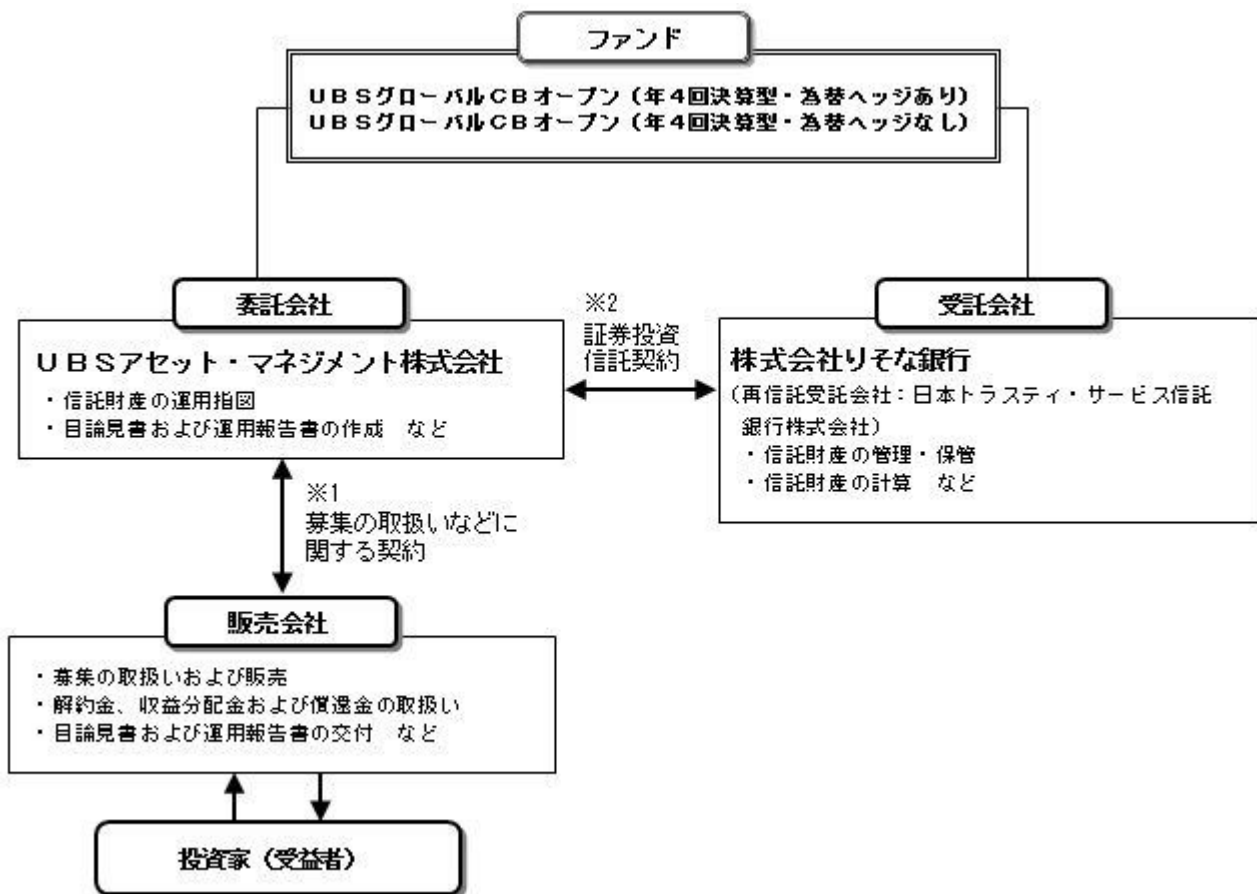 ファンド
UBSグローバルCBオープン(年4回決算型・為替ヘッジあり)
UBSグローバルCBオープン(年4回決算型・為替ヘッジなし)
委託会社
UBSアセット・マネジメント株式会社
・信託財産の運用指図
・目論見書および運用報告書の作成 など
※2
証券投資
信託契約
受託会社
株式会社りそな銀行
(再信託受託会社:日本トラスティ・サービス信託
銀行株式会社)
・信託財産の管理・保管
・信託財産の計算 など
※1
募集の取扱いなどに
関する契約
販売会社
・募集の取扱いおよび販売
・解約金、収益分配金および償還金の取扱い
・目論見書および運用報告書の交付 など
投資家(受益者)